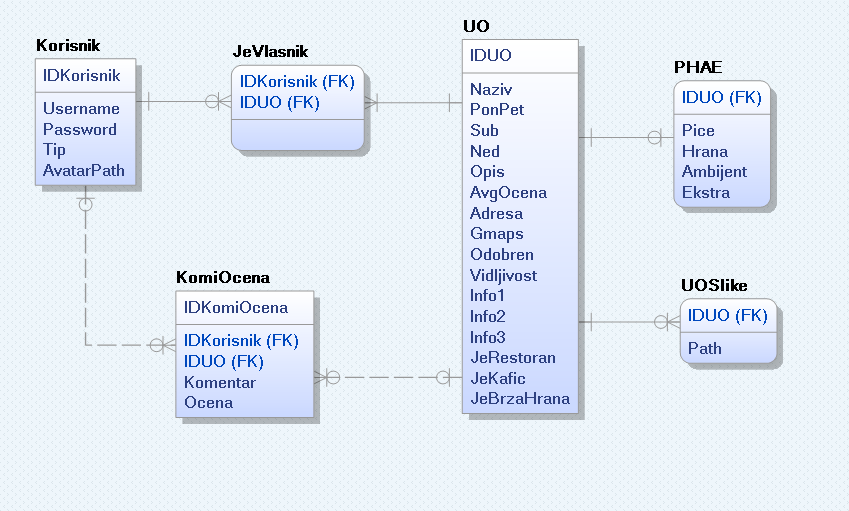 Korisnik
IDKorisnik
Username
Password
Tip
AvatarPath
JeVlasnik
IDKorisnik (FK)
IDUO (FK)
UO
IDUO
Naziv
PonPet
Sub
Ned
Opis
AvgOcena
Adresa
Gmaps
Odobren
Vidljivost
Info1
Info2
Info3
JeRestoran
JeKafic
JeBrzaHrana
PHAE
IDUO (FK)
Pice
Hrana
Ambijent
Ekstra
KomiOcena
IDKomiOcena
IDKorisnik (FK)
IDUO (FK)
Komentar
Ocena
UOSlike
IDUO (FK)
Path